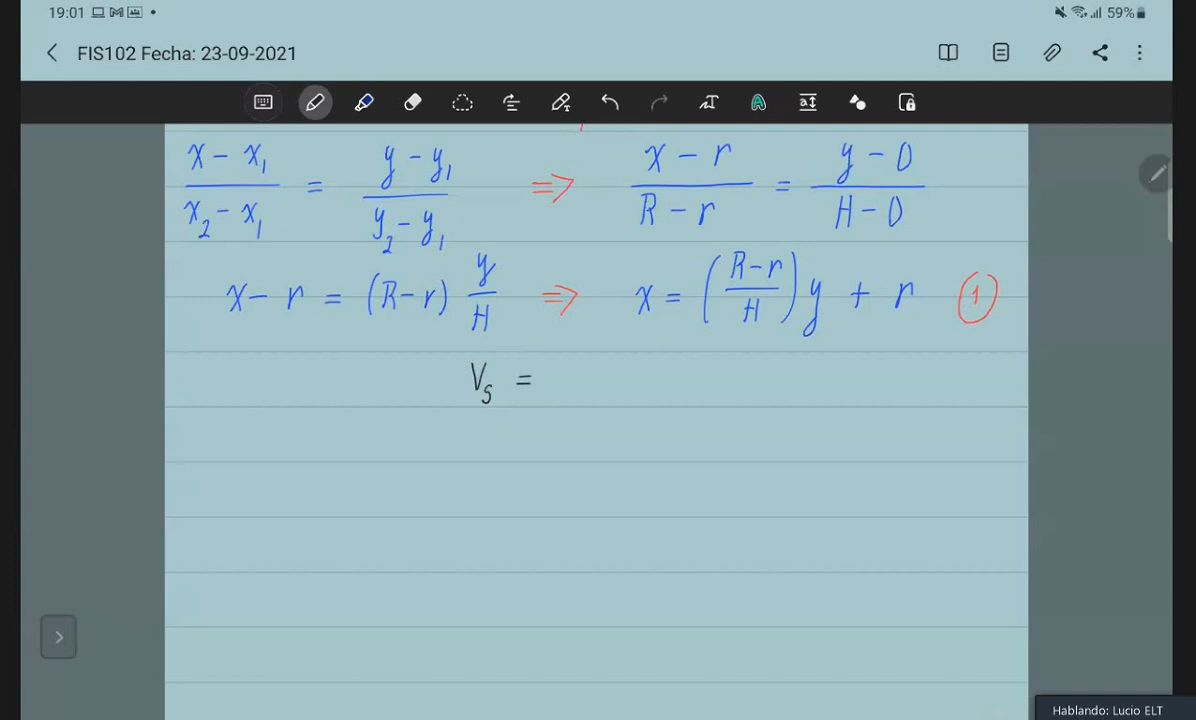 19:01 59%
FIS102 Fecha: 23-09-2021
x - x₁ / x₂ - x₁ = y - y₁ / y₂ - y₁ ⇒ x - r / R - r = y - 0 / H - 0
x - r = (R - r) y/H ⇒ x = (R - r / H) y + r ①
V_S =
Hablando: Lucio ELT